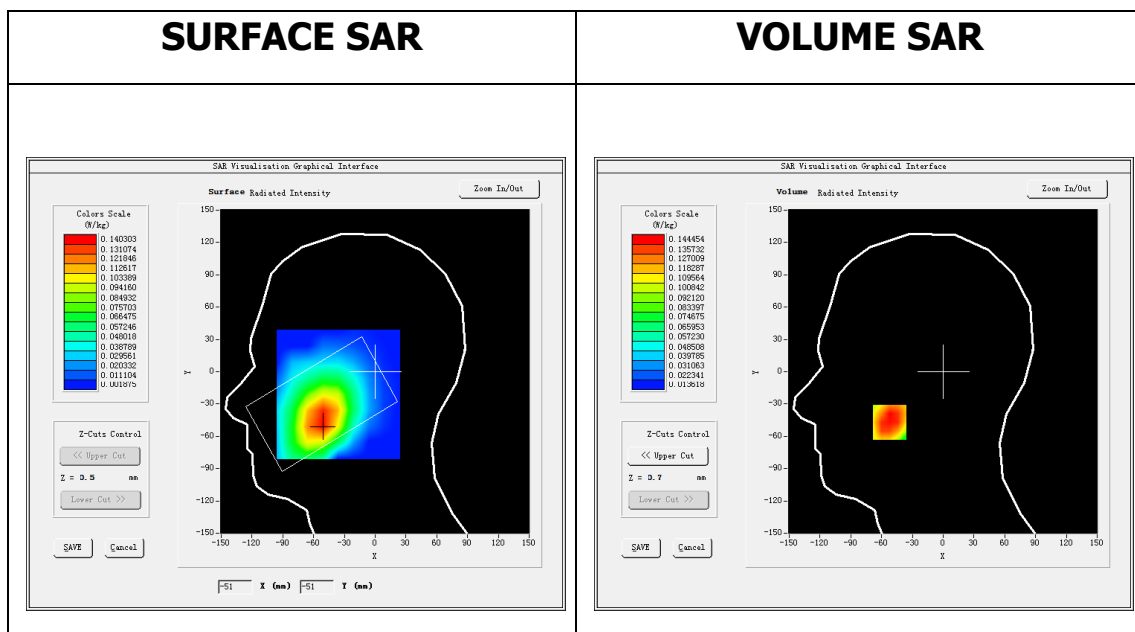 SURFACE SAR
VOLUME SAR
SAR Visualisation Graphical Interface
Surface Radiated Intensity
Zoom In/Out
Colors Scale
(W/kg)
0.140303
0.131074
0.121846
0.112617
0.103389
0.094160
0.084932
0.075703
0.066475
0.057246
0.048018
0.038789
0.029561
0.020332
0.011104
0.001875
Z-Cuts Control
<< Upper Cut
Z = 0.5 mm
Lower Cut >>
SAVE
Cancel
150
120
90
60
30
0
-30
-60
-90
-120
-150
Y
-150 -120 -90 -60 -30 0 30 60 90 120 150
X
-51 X (mm) -51 Y (mm)
SAR Visualisation Graphical Interface
Volume Radiated Intensity
Zoom In/Out
Colors Scale
(W/kg)
0.144454
0.135732
0.127009
0.118287
0.109564
0.100842
0.092120
0.083397
0.074675
0.065953
0.057230
0.048508
0.039785
0.031063
0.022341
0.013618
Z-Cuts Control
<< Upper Cut
Z = 0.7 mm
Lower Cut >>
SAVE
Cancel
150
120
90
60
30
0
-30
-60
-90
-120
-150
Y
-150 -120 -90 -60 -30 0 30 60 90 120 150
X